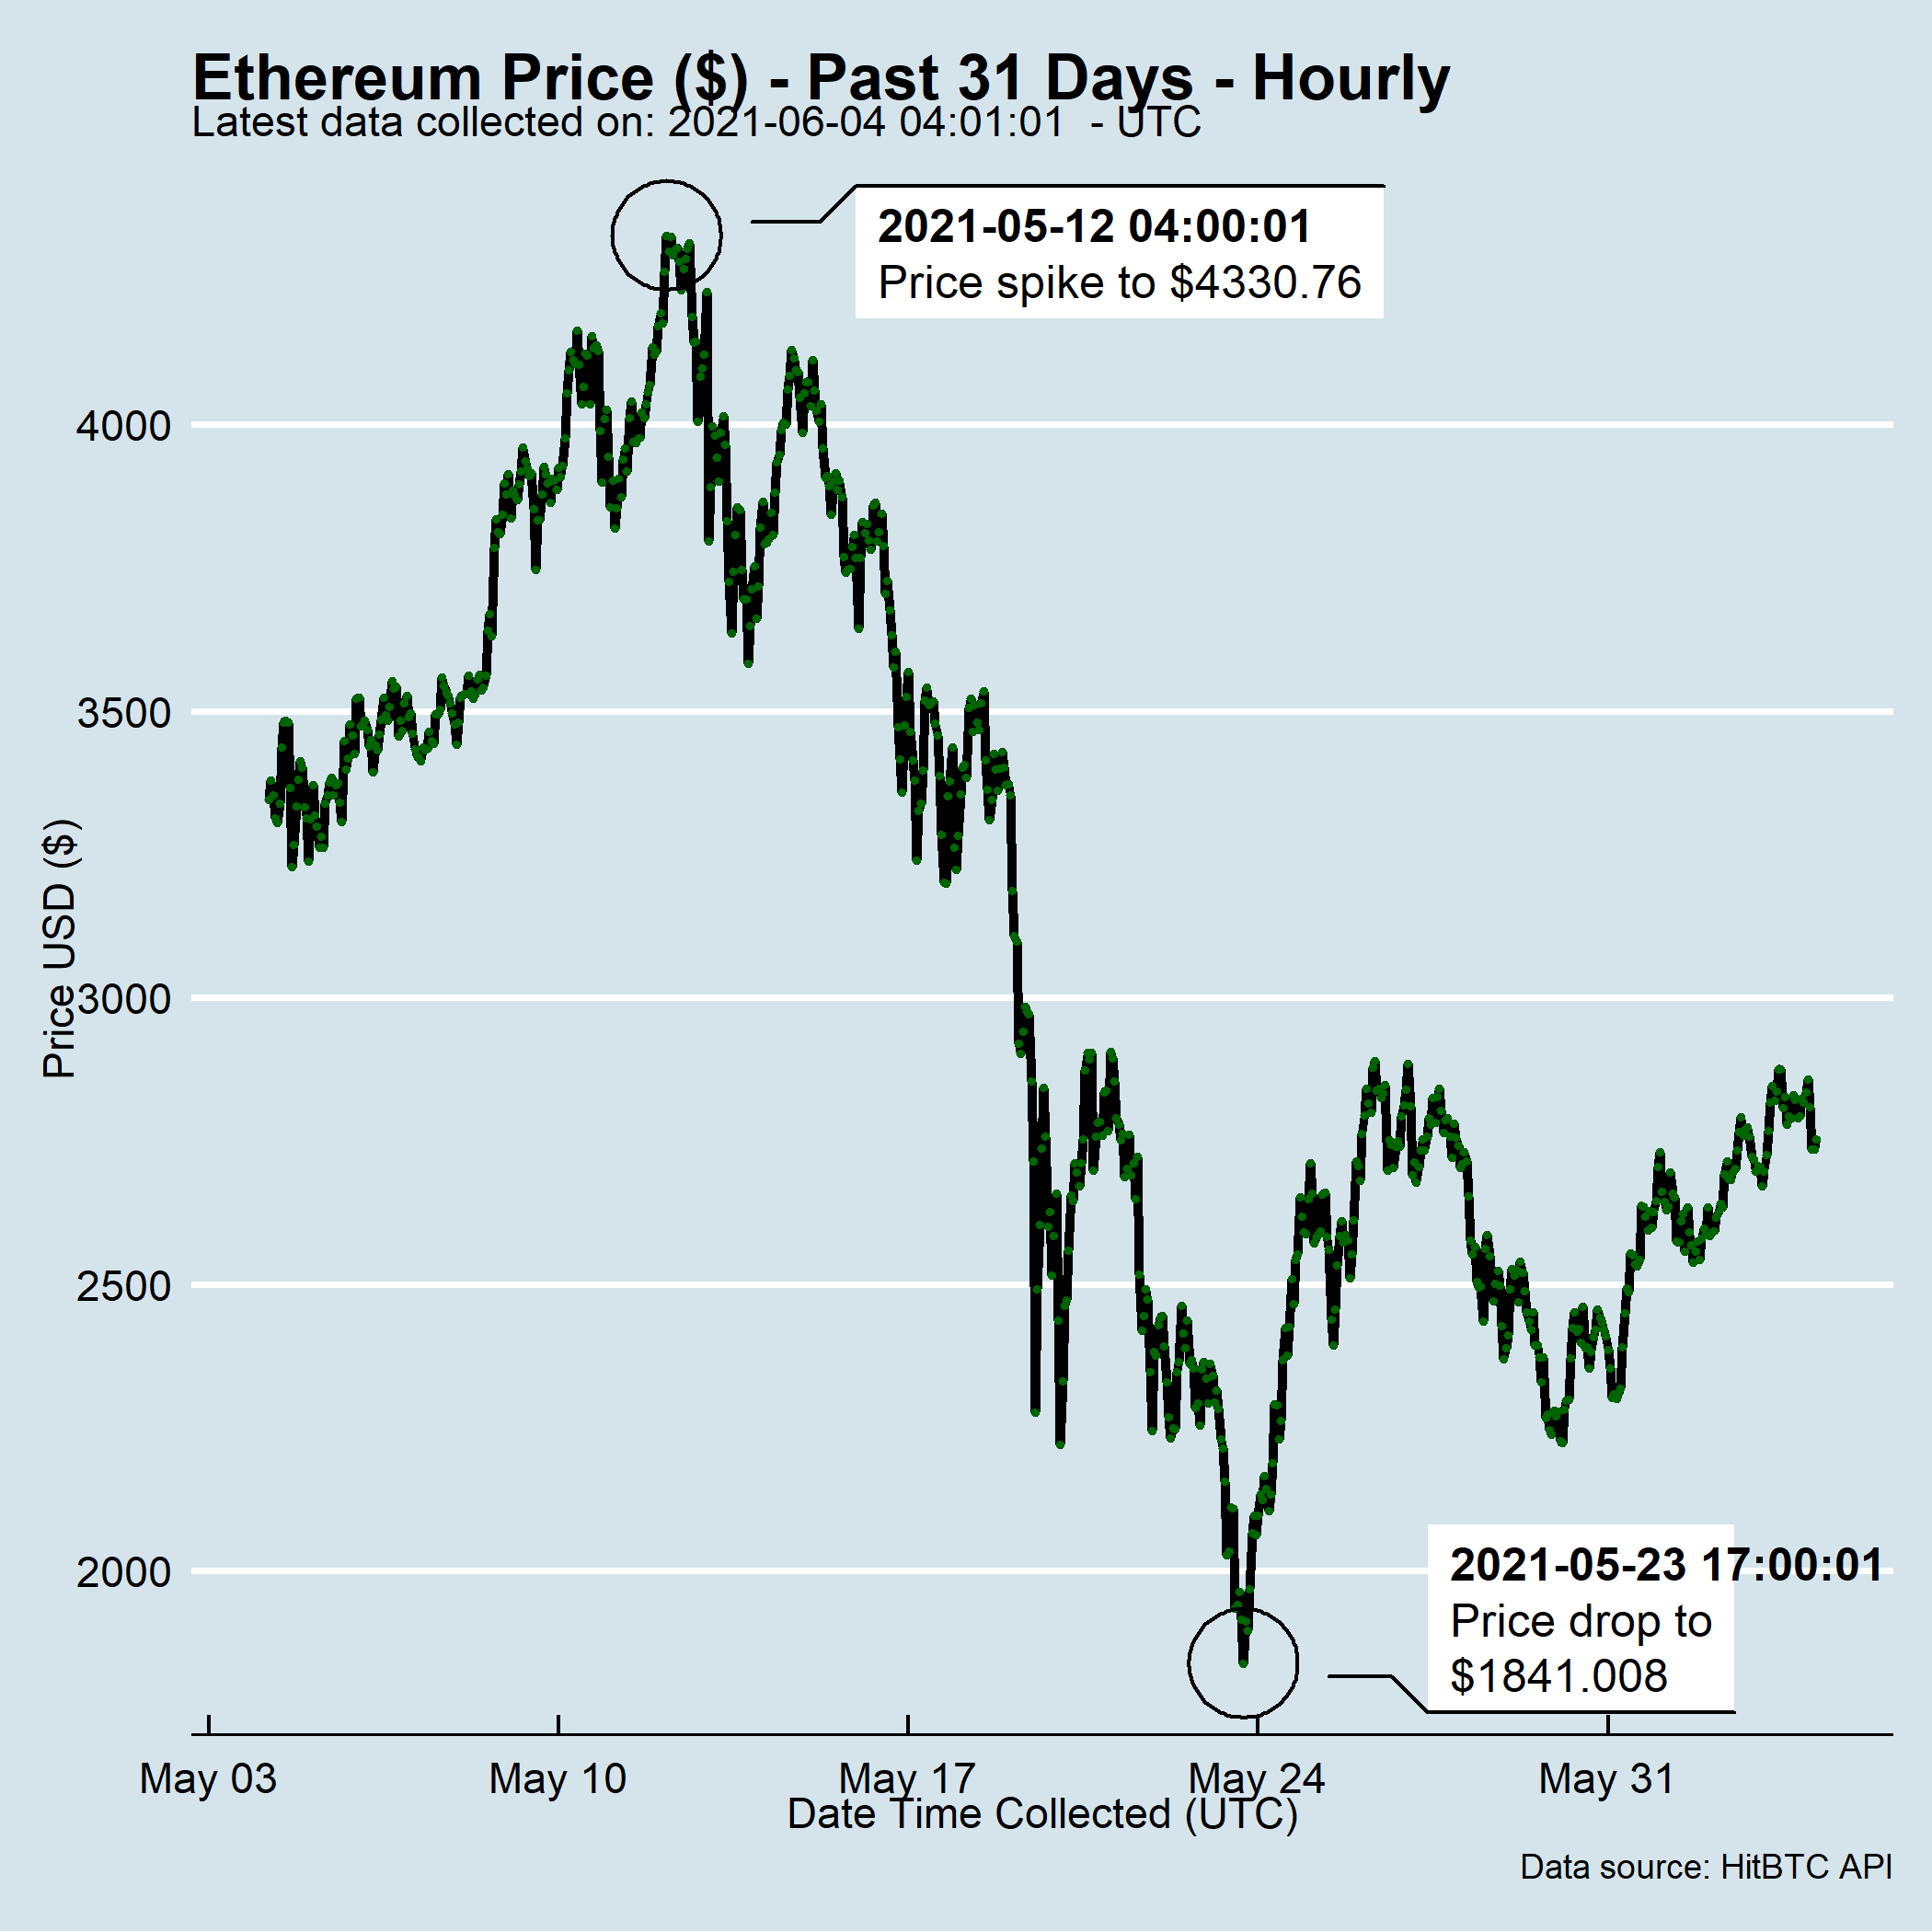 Ethereum Price ($) - Past 31 Days - Hourly
Latest data collected on: 2021-06-04 04:01:01  - UTC
2021-05-12 04:00:01
Price spike to $4330.76
4000
3500
3000
2500
2000
Price USD ($)
2021-05-23 17:00:01
Price drop to
$1841.008
May 03
May 10
May 17
May 24
May 31
Date Time Collected (UTC)
Data source: HitBTC API